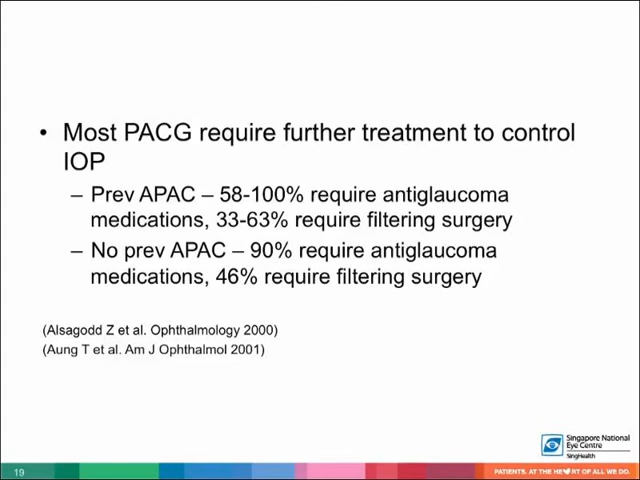 • Most PACG require further treatment to control
IOP
– Prev APAC – 58-100% require antiglaucoma
medications, 33-63% require filtering surgery
– No prev APAC – 90% require antiglaucoma
medications, 46% require filtering surgery
(Alsagodd Z et al. Ophthalmology 2000)
(Aung T et al. Am J Ophthalmol 2001)
Singapore National
Eye Centre
SingHealth
19
PATIENTS. AT THE HE♥RT OF ALL WE DO.